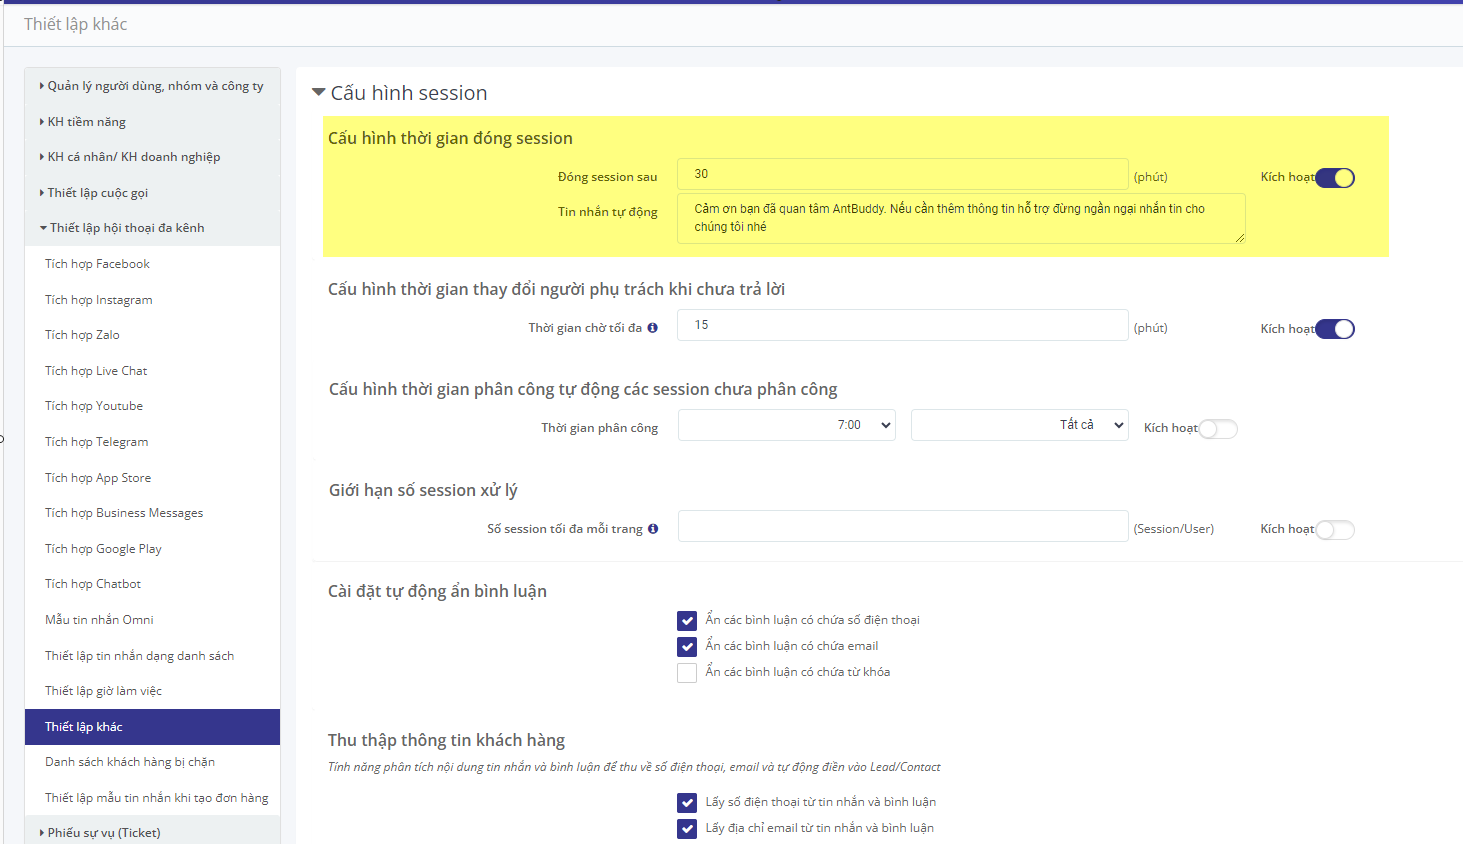 Thiết lập khác
Quản lý người dùng, nhóm và công ty
KH tiềm năng
KH cá nhân/ KH doanh nghiệp
Thiết lập cuộc gọi
Thiết lập hội thoại đa kênh
Tích hợp Facebook
Tích hợp Instagram
Tích hợp Zalo
Tích hợp Live Chat
Tích hợp Youtube
Tích hợp Telegram
Tích hợp App Store
Tích hợp Business Messages
Tích hợp Google Play
Tích hợp Chatbot
Mẫu tin nhắn Omni
Thiết lập tin nhắn dạng danh sách
Thiết lập giờ làm việc
Thiết lập khác
Danh sách khách hàng bị chặn
Thiết lập mẫu tin nhắn khi tạo đơn hàng
Phiếu sự vụ (Ticket)
Cấu hình session
Cấu hình thời gian đóng session
Đóng session sau 30 (phút) Kích hoạt
Tin nhắn tự động Cảm ơn bạn đã quan tâm AntBuddy. Nếu cần thêm thông tin hỗ trợ đừng ngần ngại nhắn tin cho
chúng tôi nhé
Cấu hình thời gian thay đổi người phụ trách khi chưa trả lời
Thời gian chờ tối đa 15 (phút) Kích hoạt
Cấu hình thời gian phân công tự động các session chưa phân công
Thời gian phân công 7:00 Tất cả Kích hoạt
Giới hạn số session xử lý
Số session tối đa mỗi trang (Session/User) Kích hoạt
Cài đặt tự động ẩn bình luận
Ẩn các bình luận có chứa số điện thoại
Ẩn các bình luận có chứa email
Ẩn các bình luận có chứa từ khóa
Thu thập thông tin khách hàng
Tính năng phân tích nội dung tin nhắn và bình luận để thu về số điện thoại, email và tự động điền vào Lead/Contact
Lấy số điện thoại từ tin nhắn và bình luận
Lấy địa chỉ email từ tin nhắn và bình luận